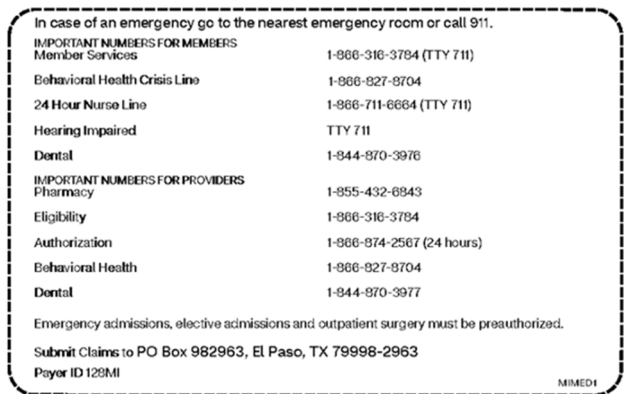 In case of an emergency go to the nearest emergency room or call 911.
IMPORTANT NUMBERS FOR MEMBERS
Member Services 1-866-316-3784 (TTY 711)
Behavioral Health Crisis Line 1-866-827-8704
24 Hour Nurse Line 1-866-711-6664 (TTY 711)
Hearing Impaired TTY 711
Dental 1-844-870-3976
IMPORTANT NUMBERS FOR PROVIDERS
Pharmacy 1-855-432-6843
Eligibility 1-866-316-3784
Authorization 1-866-874-2567 (24 hours)
Behavioral Health 1-866-827-8704
Dental 1-844-870-3977
Emergency admissions, elective admissions and outpatient surgery must be preauthorized.
Submit Claims to PO Box 982963, El Paso, TX 79998-2963
Payer ID 128MI
MIMED1